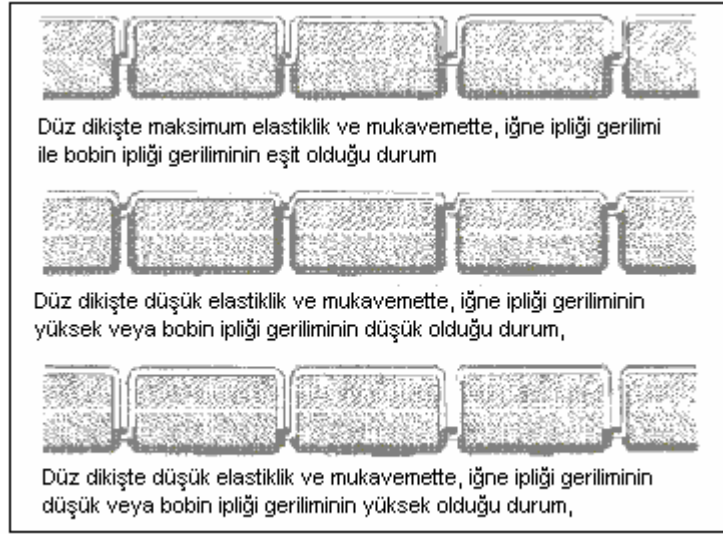 Düz dikişte maksimum elastiklik ve mukavemette, iğne ipliği gerilimi
ile bobin ipliği geriliminin eşit olduğu durum
Düz dikişte düşük elastiklik ve mukavemette, iğne ipliği geriliminin
yüksek veya bobin ipliği geriliminin düşük olduğu durum,
Düz dikişte düşük elastiklik ve mukavemette, iğne ipliği geriliminin
düşük veya bobin ipliği geriliminin yüksek olduğu durum,